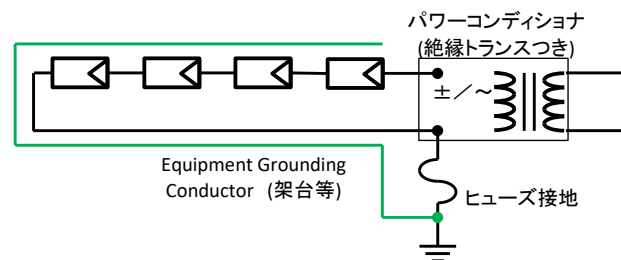 パワーコンディショナ
(絶縁トランスつき)
±／～
Equipment Grounding
Conductor (架台等)
ヒューズ接地